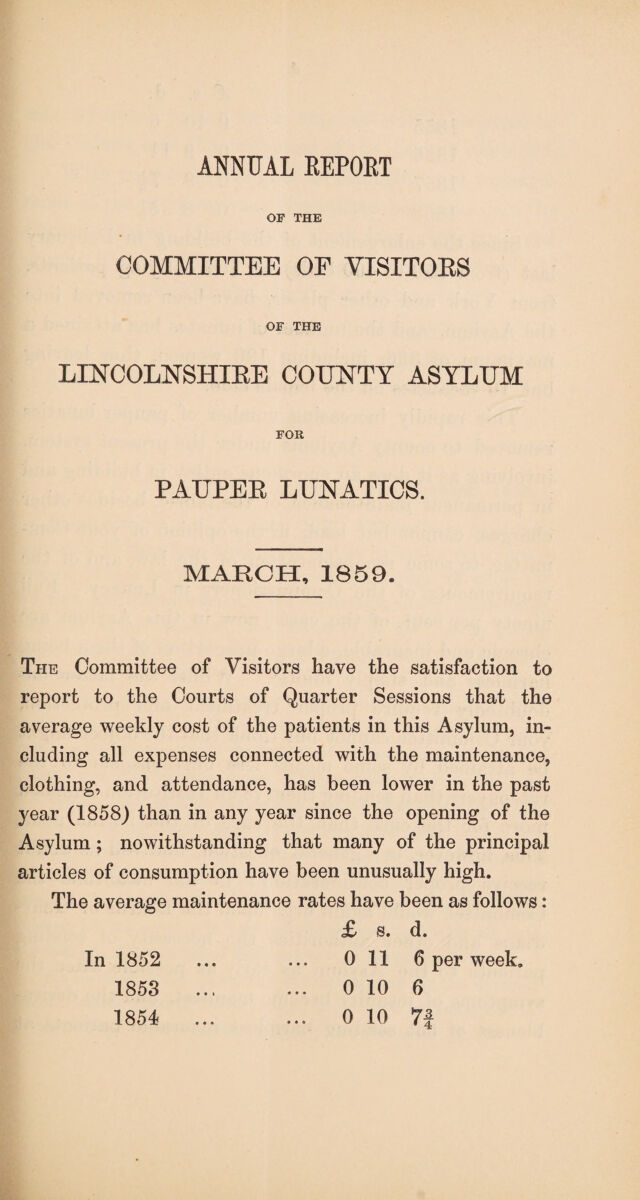 ANNUAL REPORT
OF THE
COMMITTEE OF VISITORS
OF THE
LINCOLNSHIRE COUNTY ASYLUM
FOR
PAUPER LUNATICS.
MARCH, 1859.
THE Committee of Visitors have the satisfaction to
report to the Courts of Quarter Sessions that the
average weekly cost of the patients in this Asylum, in-
cluding all expenses connected with the maintenance,
clothing, and attendance, has been lower in the past
year (1858) than in any year since the opening of the
Asylum ; nowithstanding that many of the principal
articles of consumption have been unusually high.
The average maintenance rates have been as follows :
£ s. d.
In 1852 ... ... 0 11 6 per week.
1853 ... ... 0 10 6
1854 ... ... 0 10 7¾